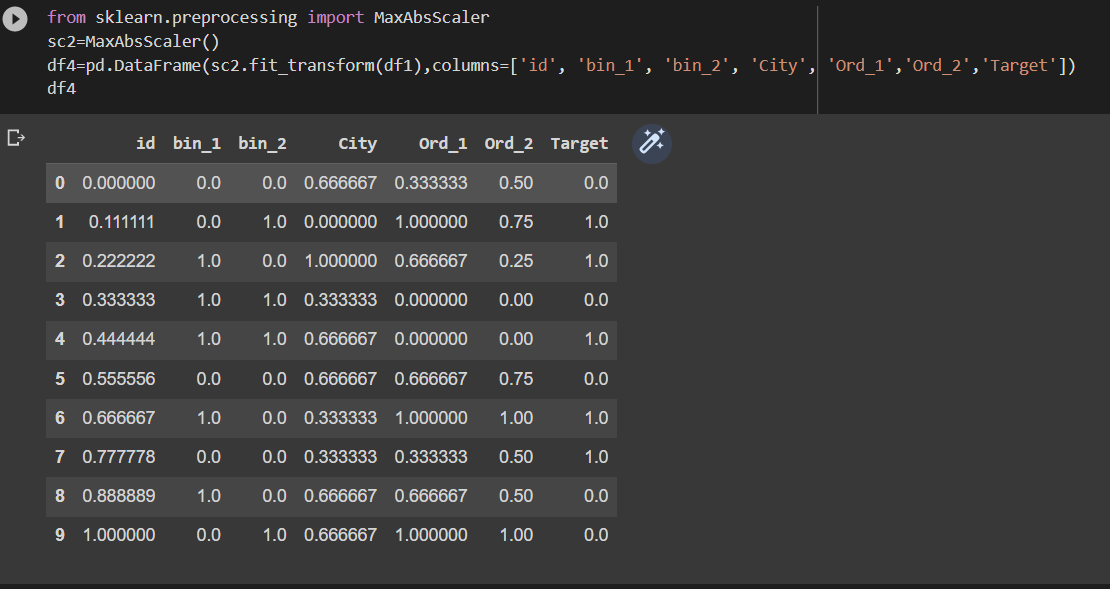 from sklearn.preprocessing import MaxAbsScaler
sc2=MaxAbsScaler()
df4=pd.DataFrame(sc2.fit_transform(df1),columns=['id', 'bin_1', 'bin_2', 'City', 'Ord_1','Ord_2','Target'])
df4
id bin_1 bin_2 City Ord_1 Ord_2 Target
0 0.000000 0.0 0.0 0.666667 0.333333 0.50 0.0
1 0.111111 0.0 1.0 0.000000 1.000000 0.75 1.0
2 0.222222 1.0 0.0 1.000000 0.666667 0.25 1.0
3 0.333333 1.0 1.0 0.333333 0.000000 0.00 0.0
4 0.444444 1.0 1.0 0.666667 0.000000 0.00 1.0
5 0.555556 0.0 0.0 0.666667 0.666667 0.75 0.0
6 0.666667 1.0 0.0 0.333333 1.000000 1.00 1.0
7 0.777778 0.0 0.0 0.333333 0.333333 0.50 1.0
8 0.888889 1.0 0.0 0.666667 0.666667 0.50 0.0
9 1.000000 0.0 1.0 0.666667 1.000000 1.00 0.0